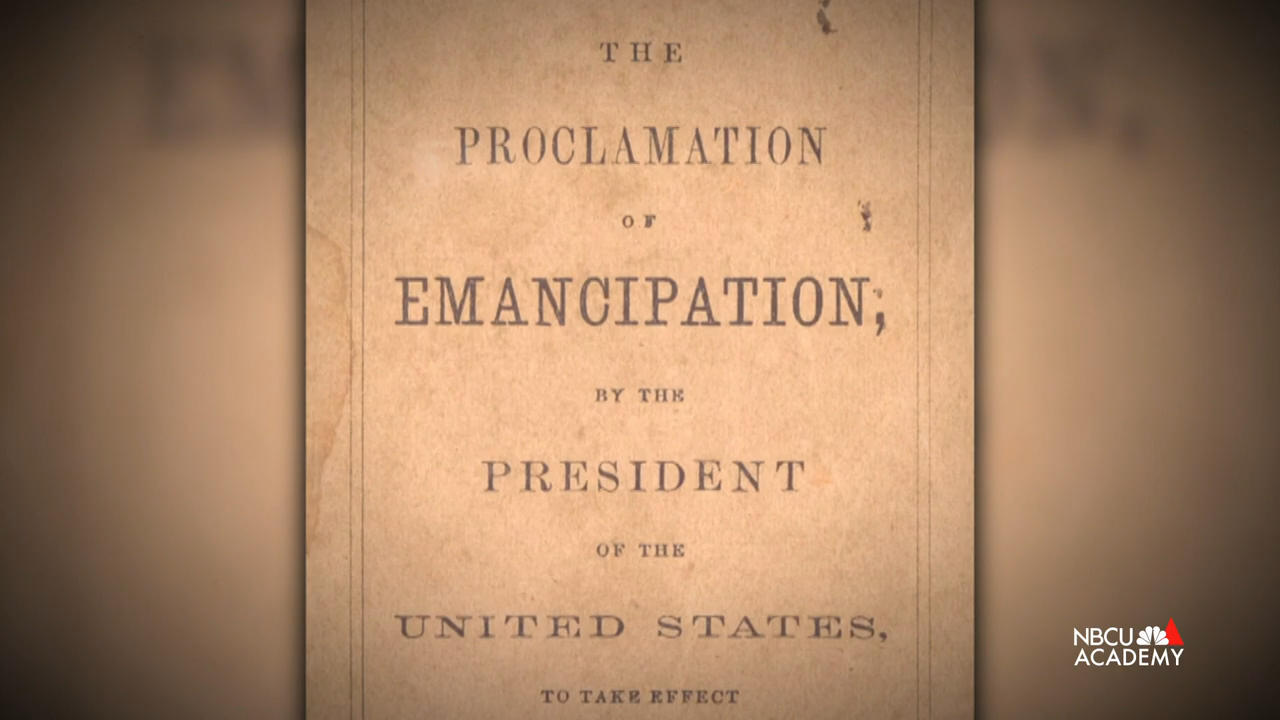 THE
PROCLAMATION
OF
EMANCIPATION;
BY THE
PRESIDENT
OF THE
UNITED STATES,
TO TAKE EFFECT
NBCU
ACADEMY